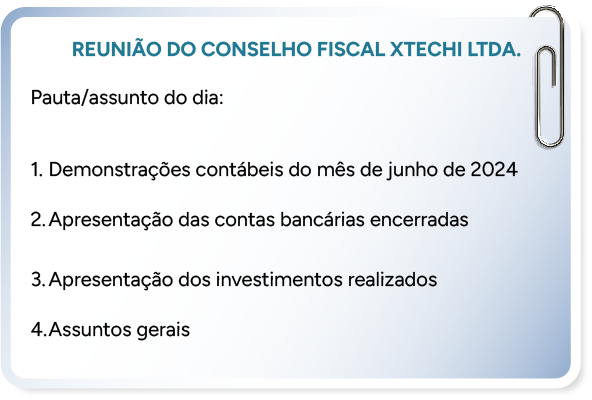 REUNIÃO DO CONSELHO FISCAL XTECHI LTDA.
Pauta/assunto do dia:
1. Demonstrações contábeis do mês de junho de 2024
2. Apresentação das contas bancárias encerradas
3. Apresentação dos investimentos realizados
4. Assuntos gerais